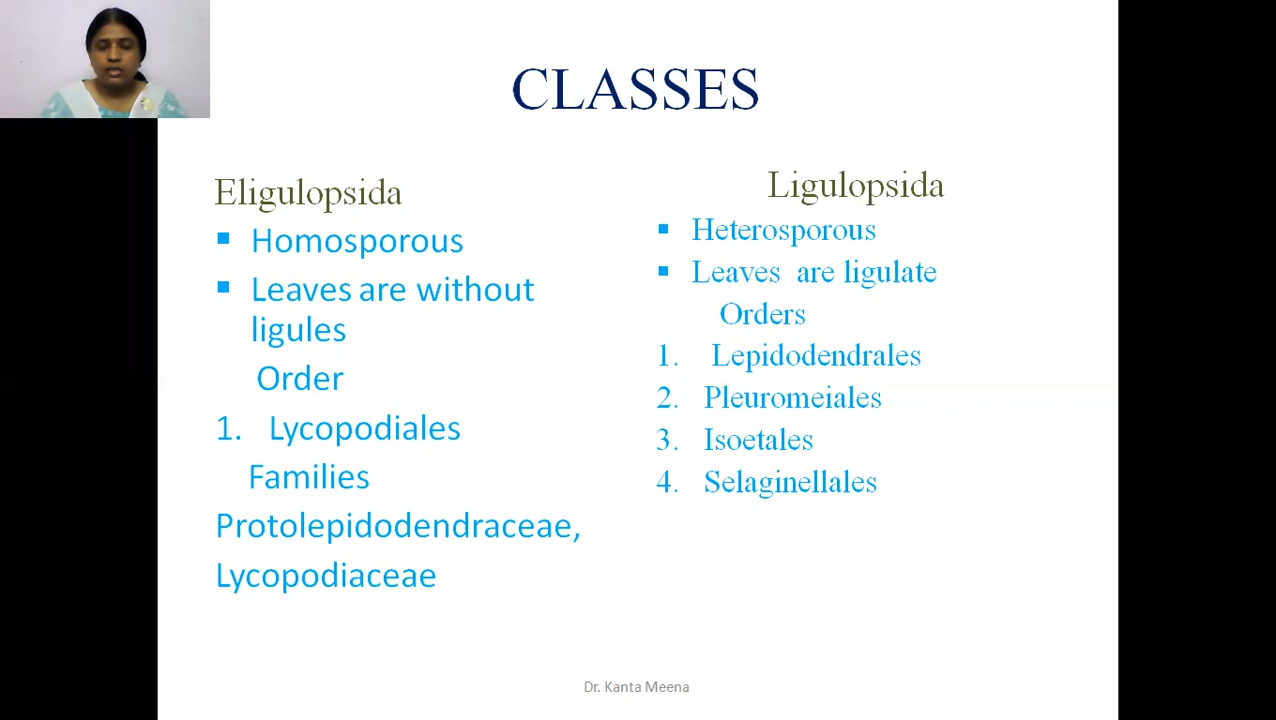 CLASSES
Eligulopsida
▪ Homosporous
▪ Leaves are without
ligules
Order
1. Lycopodiales
Families
Protolepidodendraceae,
Lycopodiaceae
Ligulopsida
▪ Heterosporous
▪ Leaves are ligulate
Orders
1. Lepidodendrales
2. Pleuromeiales
3. Isoetales
4. Selaginellales
Dr. Kanta Meena